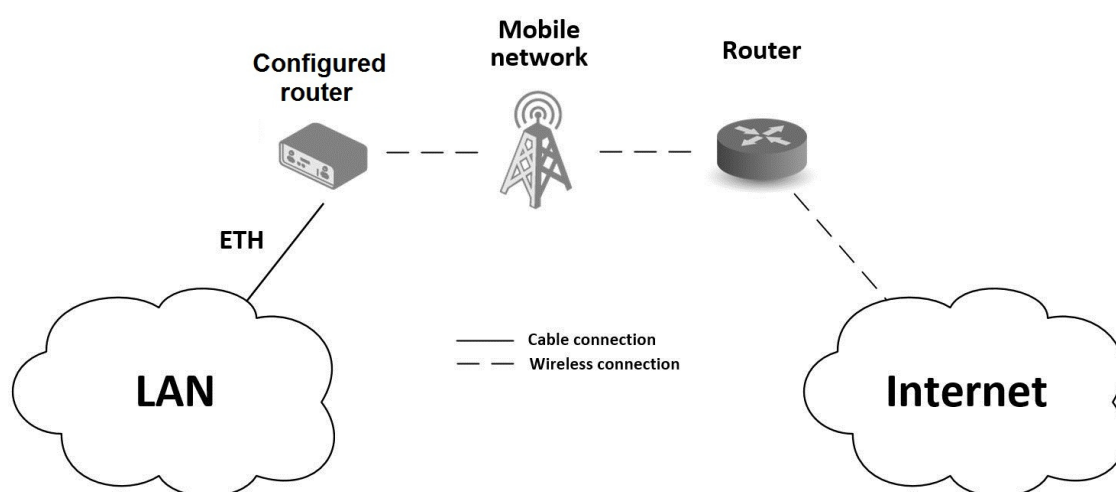 Mobile
network
Router
Configured
router
ETH
Cable connection
Wireless connection
LAN
Internet